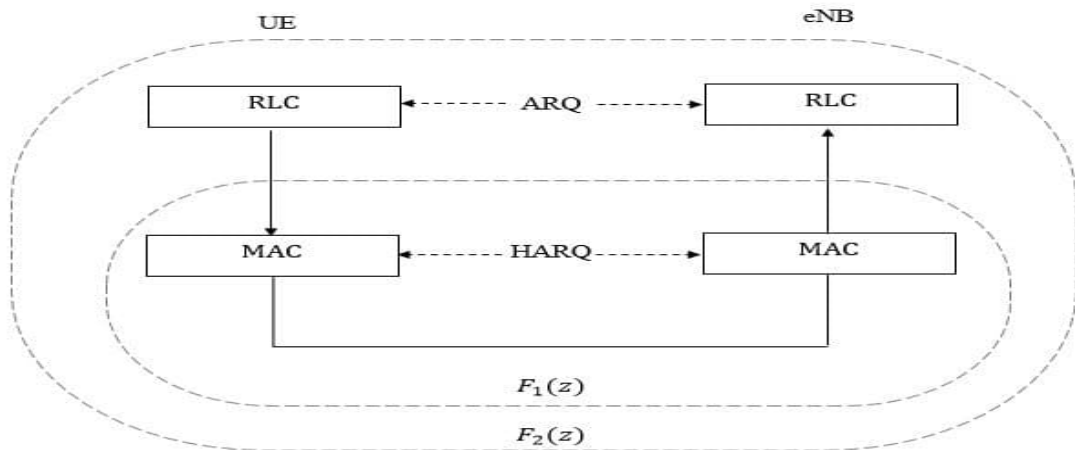 UE eNB
RLC ARQ RLC
MAC HARQ MAC
F₁(z)
F₂(z)